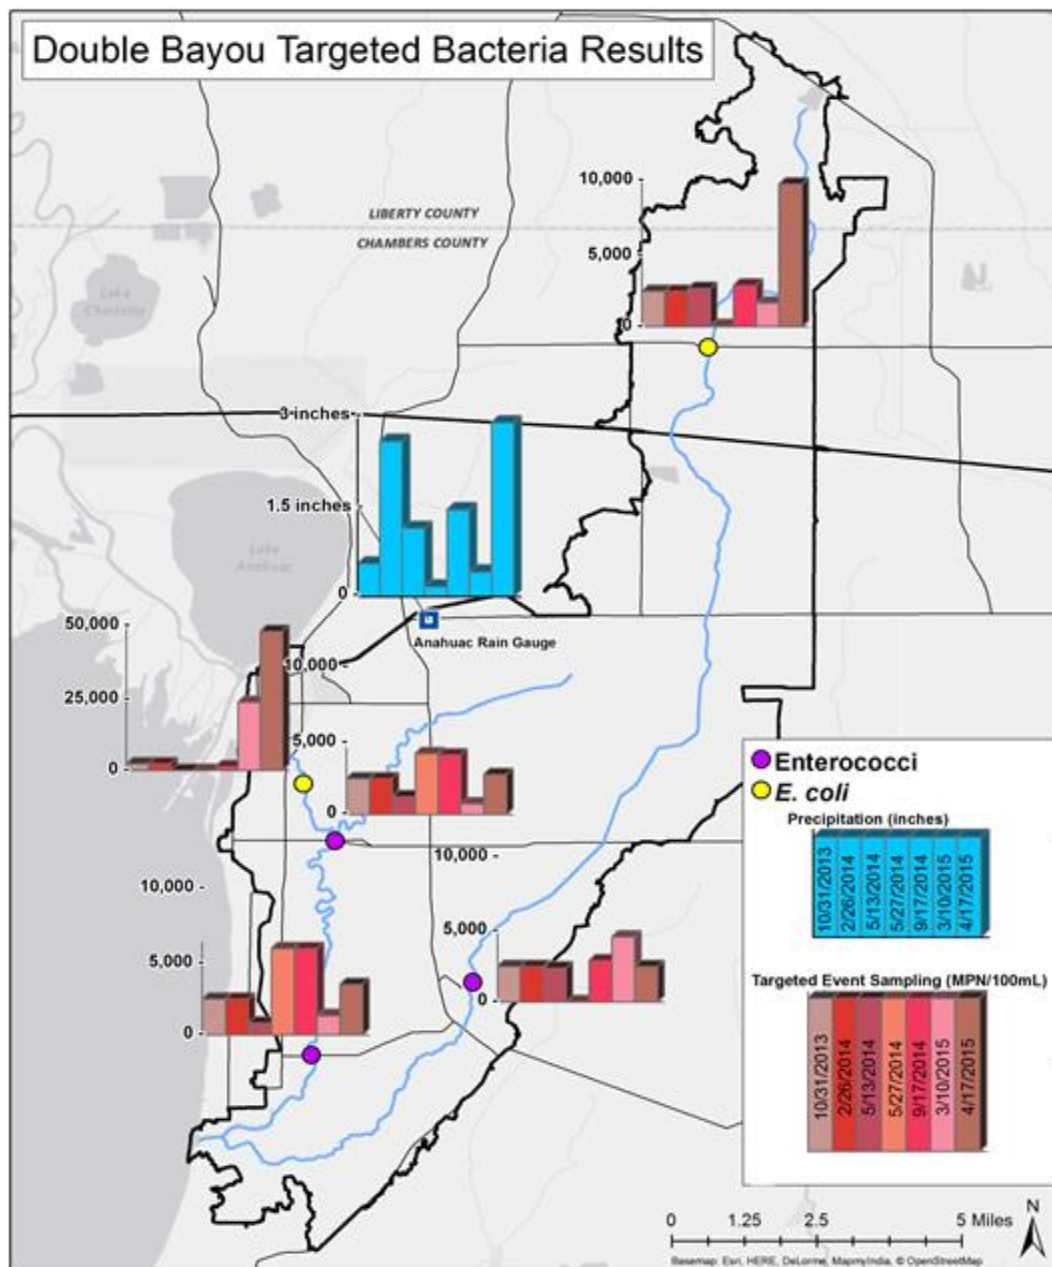 Double Bayou Targeted Bacteria Results
10,000
LIBERTY COUNTY
CHAMBERS COUNTY
5,000
Lake
Charlotte
0
3 inches
1.5 inches
0
Lake
Anahuac
50,000
Anahuac Rain Gauge
10,000
25,000
5,000
0
0
Enterococci
E. coli
Precipitation (inches)
10/31/2013
2/26/2014
5/13/2014
5/27/2014
9/17/2014
3/10/2015
4/17/2015
10,000
10,000
5,000
5,000
0
0
Targeted Event Sampling (MPN/100mL)
10/31/2013
2/26/2014
5/13/2014
5/27/2014
9/17/2014
3/10/2015
4/17/2015
N
0 1.25 2.5 5 Miles
Basemap: Esri, HERE, DeLorme, MapmyIndia, © OpenStreetMap